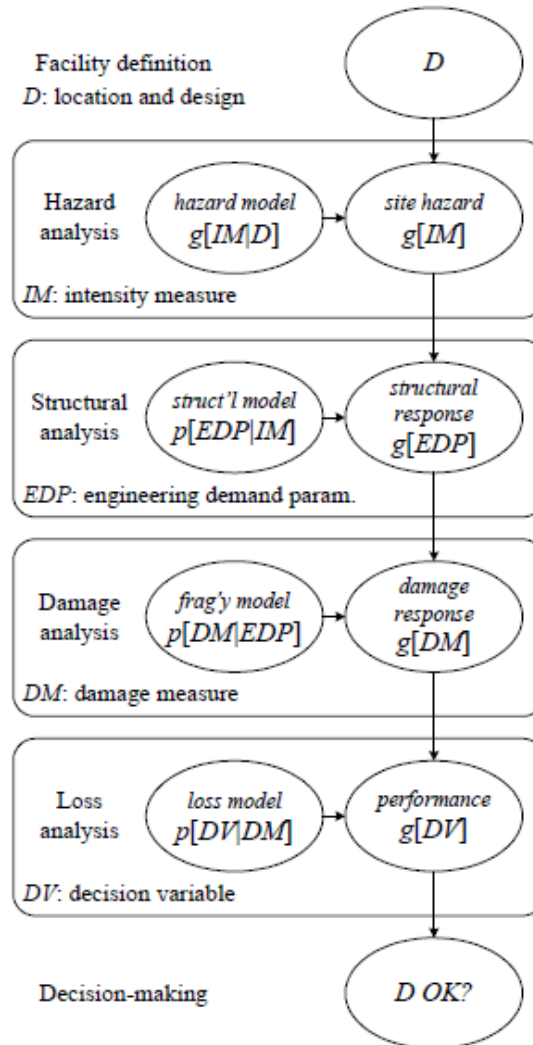 Facility definition
D: location and design
D
Hazard
analysis
hazard model
g[IM|D]
site hazard
g[IM]
IM: intensity measure
Structural
analysis
struct'l model
p[EDP|IM]
structural
response
g[EDP]
EDP: engineering demand param.
Damage
analysis
frag'y model
p[DM|EDP]
damage
response
g[DM]
DM: damage measure
Loss
analysis
loss model
p[DV|DM]
performance
g[DV]
DV: decision variable
Decision-making
D OK?